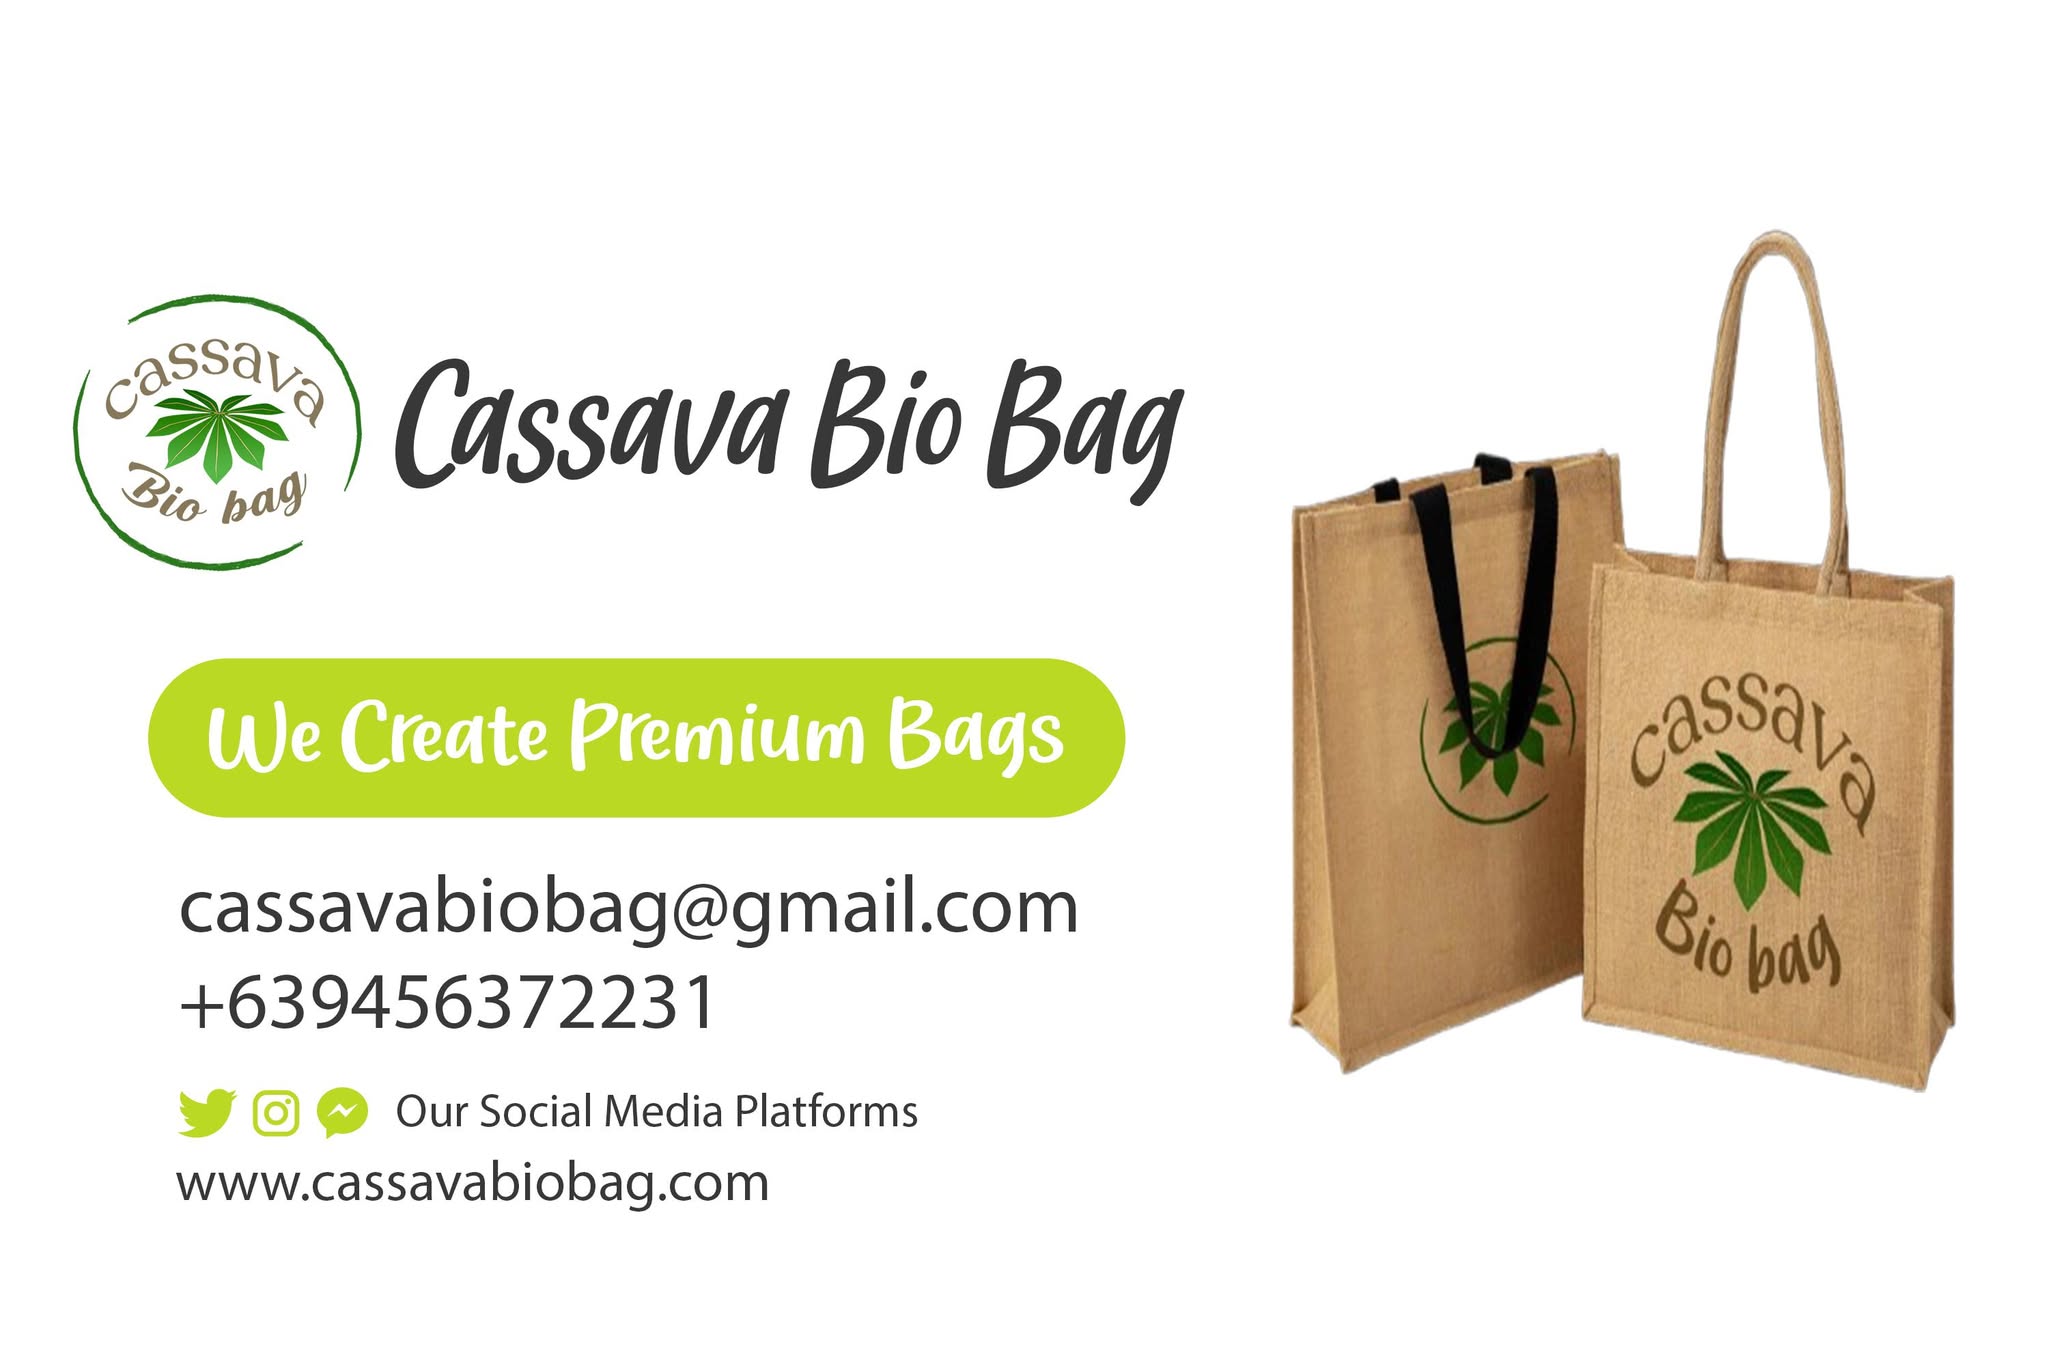 cassava
Bio bag
Cassava Bio Bag
We Create Premium Bags
cassavabiobag@gmail.com
+639456372231
Our Social Media Platforms
www.cassavabiobag.com
cassava
Bio bag